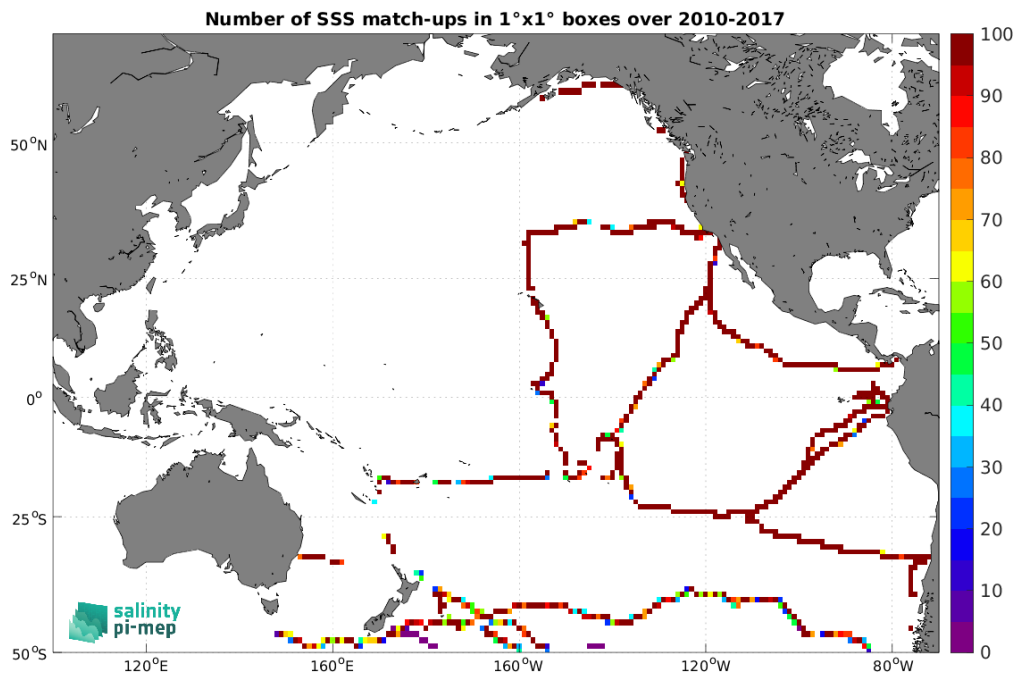 Number of SSS match-ups in 1°x1° boxes over 2010-2017
100
90
80
70
60
50
40
30
20
10
0
50°N
25°N
0°
25°S
50°S
120°E
160°E
160°W
120°W
80°W
salinity
pi-mep